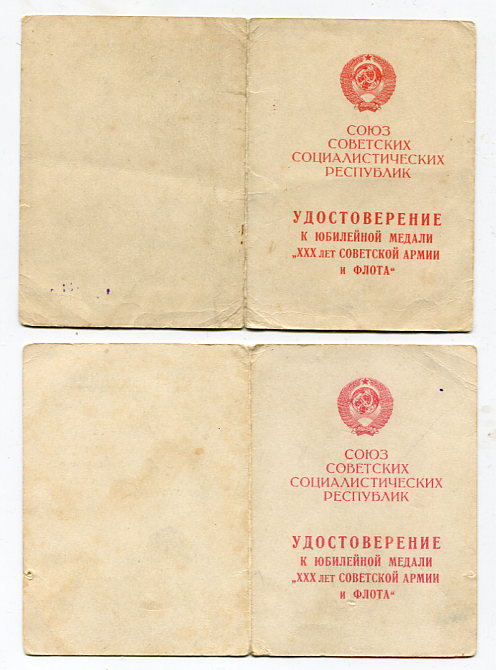 СОЮЗ
СОВЕТСКИХ
СОЦИАЛИСТИЧЕСКИХ
РЕСПУБЛИК
УДОСТОВЕРЕНИЕ
К ЮБИЛЕЙНОЙ МЕДАЛИ
„XXX ЛЕТ СОВЕТСКОЙ АРМИИ
И ФЛОТА“
СОЮЗ
СОВЕТСКИХ
СОЦИАЛИСТИЧЕСКИХ
РЕСПУБЛИК
УДОСТОВЕРЕНИЕ
К ЮБИЛЕЙНОЙ МЕДАЛИ
„XXX ЛЕТ СОВЕТСКОЙ АРМИИ
И ФЛОТА“